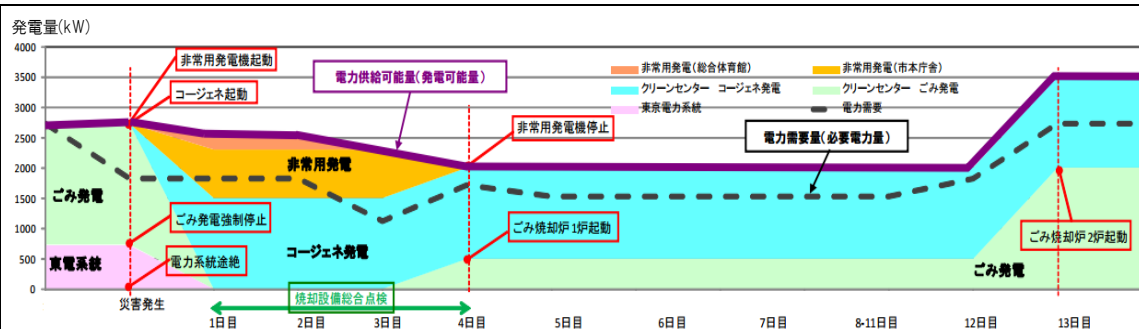 発電量(kW)
4000
3500
3000
2500
2000
1500
1000
500
0
非常用発電機起動
コージェネ起動
電力供給可能量(発電可能量)
非常用発電(総合体育館)
非常用発電(市本庁舎)
クリーンセンター コージェネ発電
クリーンセンター ごみ発電
東京電力系統
電力需要
非常用発電機停止
電力需要量(必要電力量)
非常用発電
ごみ発電
ごみ発電強制停止
ごみ焼却炉1炉起動
ごみ焼却炉2炉起動
コージェネ発電
東電系統
電力系統途絶
ごみ発電
災害発生
焼却設備総合点検
1日目
2日目
3日目
4日目
5日目
6日目
7日目
8-11日目
12日目
13日目